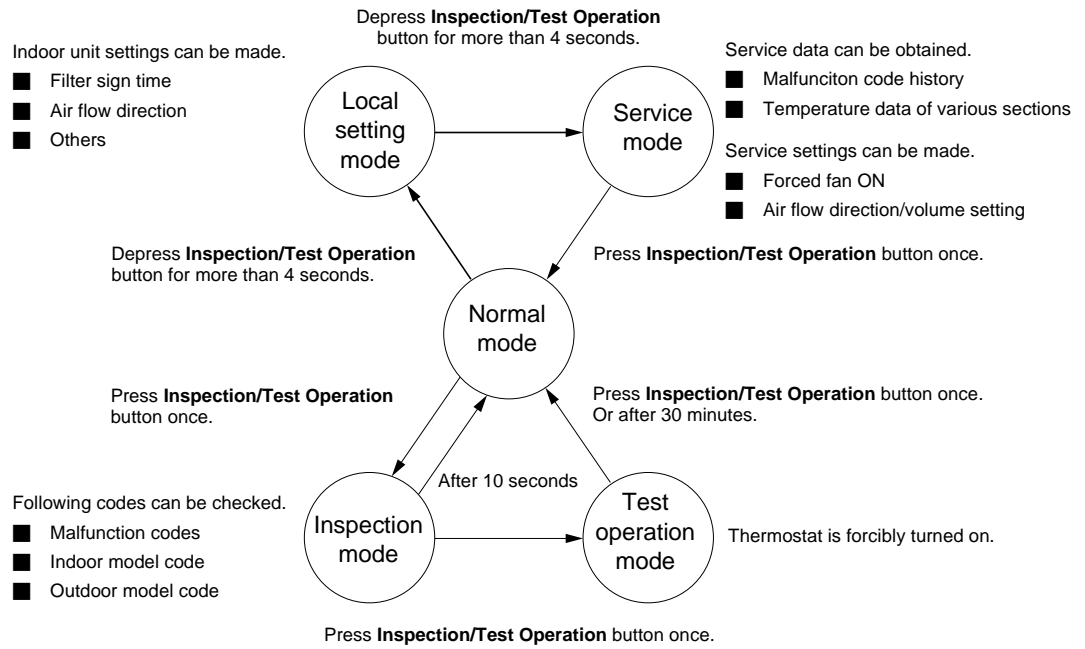 Depress Inspection/Test Operation
button for more than 4 seconds.
Indoor unit settings can be made.
Filter sign time
Air flow direction
Others
Local
setting
mode
Service
mode
Service data can be obtained.
Malfunciton code history
Temperature data of various sections
Service settings can be made.
Forced fan ON
Air flow direction/volume setting
Depress Inspection/Test Operation
button for more than 4 seconds.
Press Inspection/Test Operation button once.
Normal
mode
Press Inspection/Test Operation
button once.
Press Inspection/Test Operation button once.
Or after 30 minutes.
After 10 seconds
Following codes can be checked.
Malfunction codes
Indoor model code
Outdoor model code
Inspection
mode
Test
operation
mode
Thermostat is forcibly turned on.
Press Inspection/Test Operation button once.